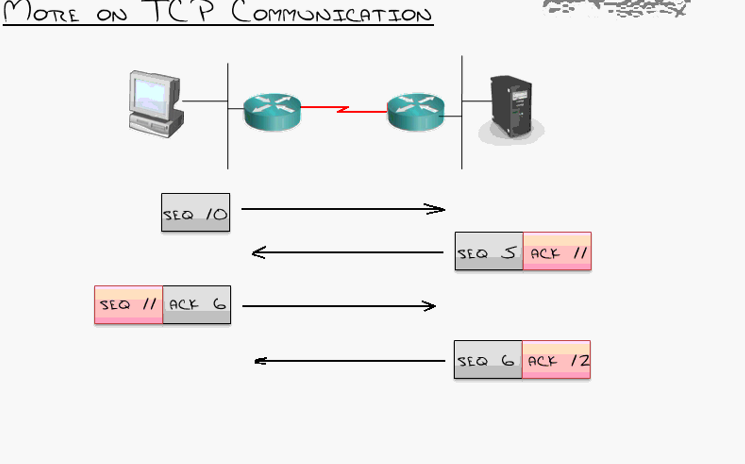 MORE ON TCP COMMUNICATION
SEQ 10
SEQ 5 ACK 11
SEQ 11 ACK 6
SEQ 6 ACK 12